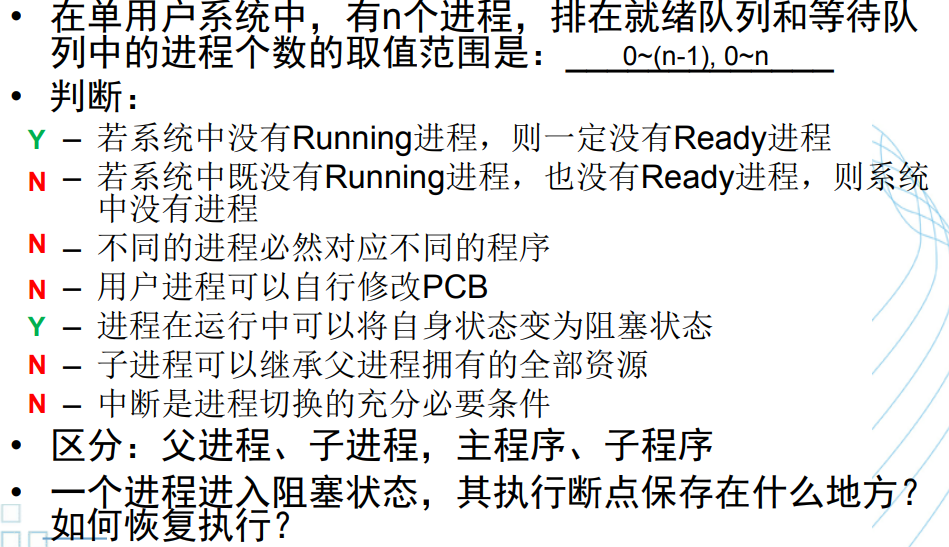 • 在单用户系统中，有n个进程，排在就绪队列和等待队
列中的进程个数的取值范围是：0~(n-1), 0~n
• 判断：
Y – 若系统中没有Running进程，则一定没有Ready进程
N – 若系统中既没有Running进程，也没有Ready进程，则系统
中没有进程
N – 不同的进程必然对应不同的程序
N – 用户进程可以自行修改PCB
Y – 进程在运行中可以将自身状态变为阻塞状态
N – 子进程可以继承父进程拥有的全部资源
N – 中断是进程切换的充分必要条件
• 区分：父进程、子进程，主程序、子程序
• 一个进程进入阻塞状态，其执行断点保存在什么地方？
如何恢复执行？